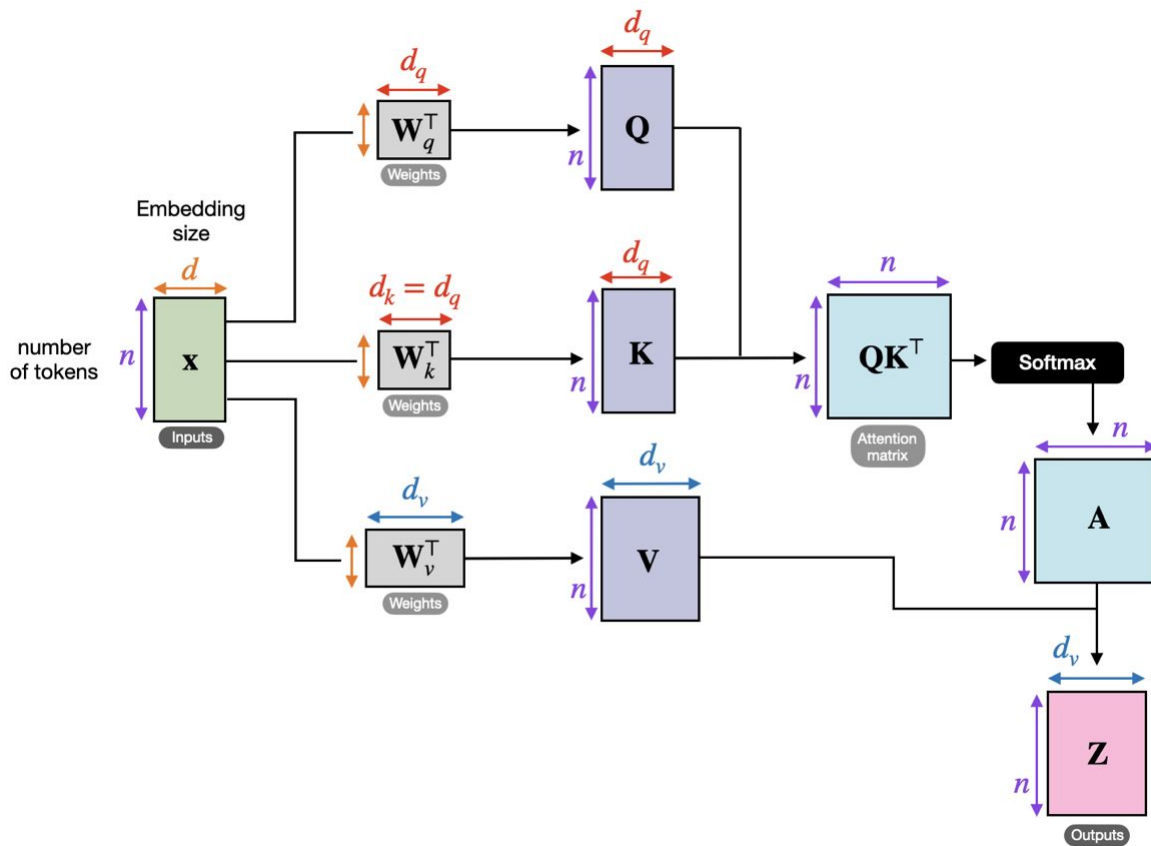 d_q
W_q^⊤
Weights
d_q
n
Q
Embedding
size
d
number
of tokens
n
x
Inputs
d_k = d_q
W_k^⊤
Weights
d_q
n
K
n
n
QK^⊤
Attention
matrix
Softmax
d_v
W_v^⊤
Weights
d_v
n
V
n
n
A
d_v
n
Z
Outputs